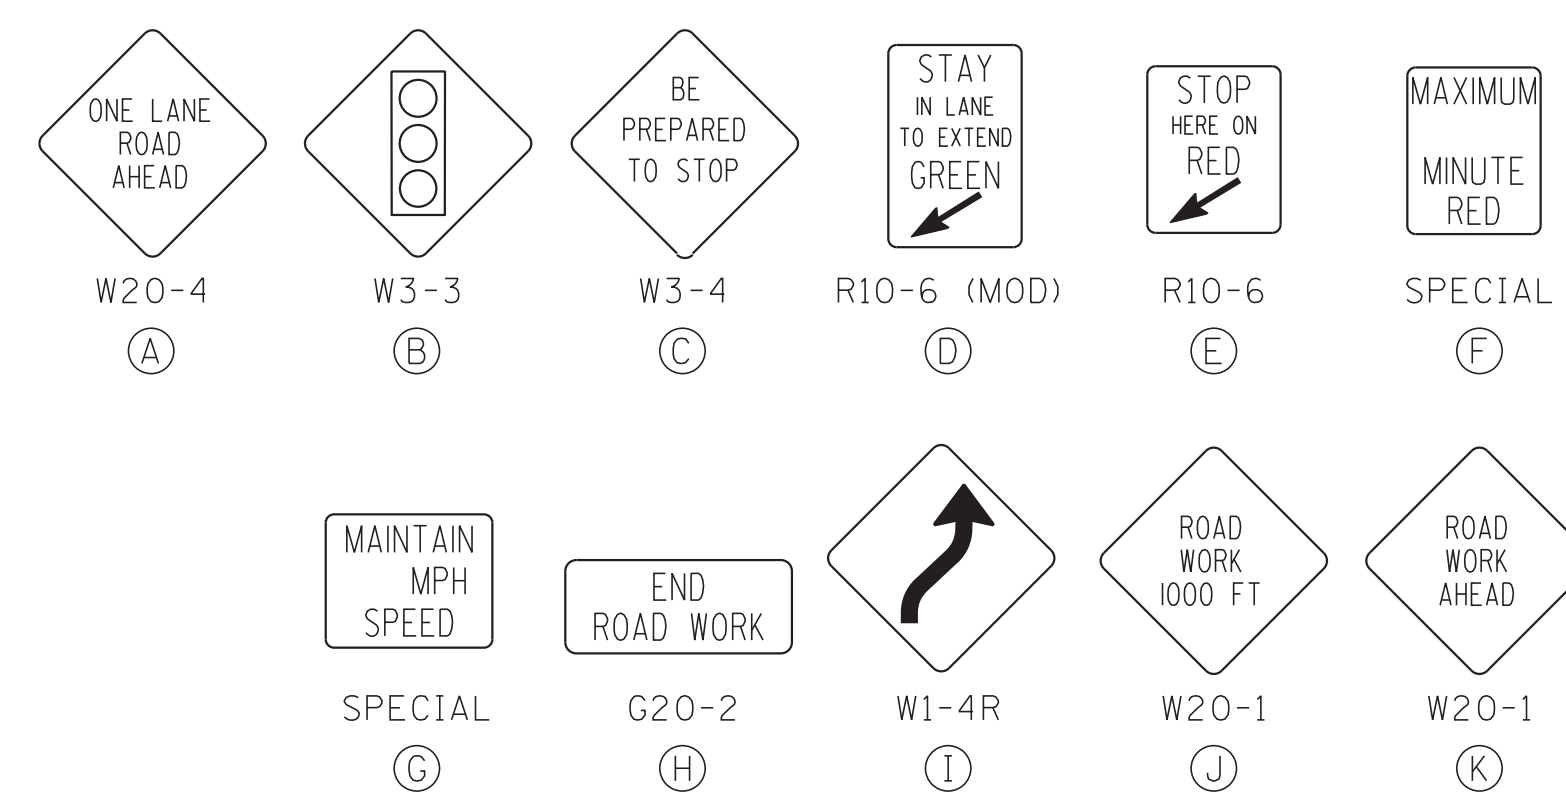 ONE LANE
ROAD
AHEAD
W20-4
A
W3-3
B
BE
PREPARED
TO STOP
W3-4
C
STAY
IN LANE
TO EXTEND
GREEN
R10-6 (MOD)
D
STOP
HERE ON
RED
R10-6
E
MAXIMUM
MINUTE
RED
SPECIAL
F
MAINTAIN
MPH
SPEED
SPECIAL
G
END
ROAD WORK
G20-2
H
W1-4R
I
ROAD
WORK
1000 FT
W20-1
J
ROAD
WORK
AHEAD
W20-1
K